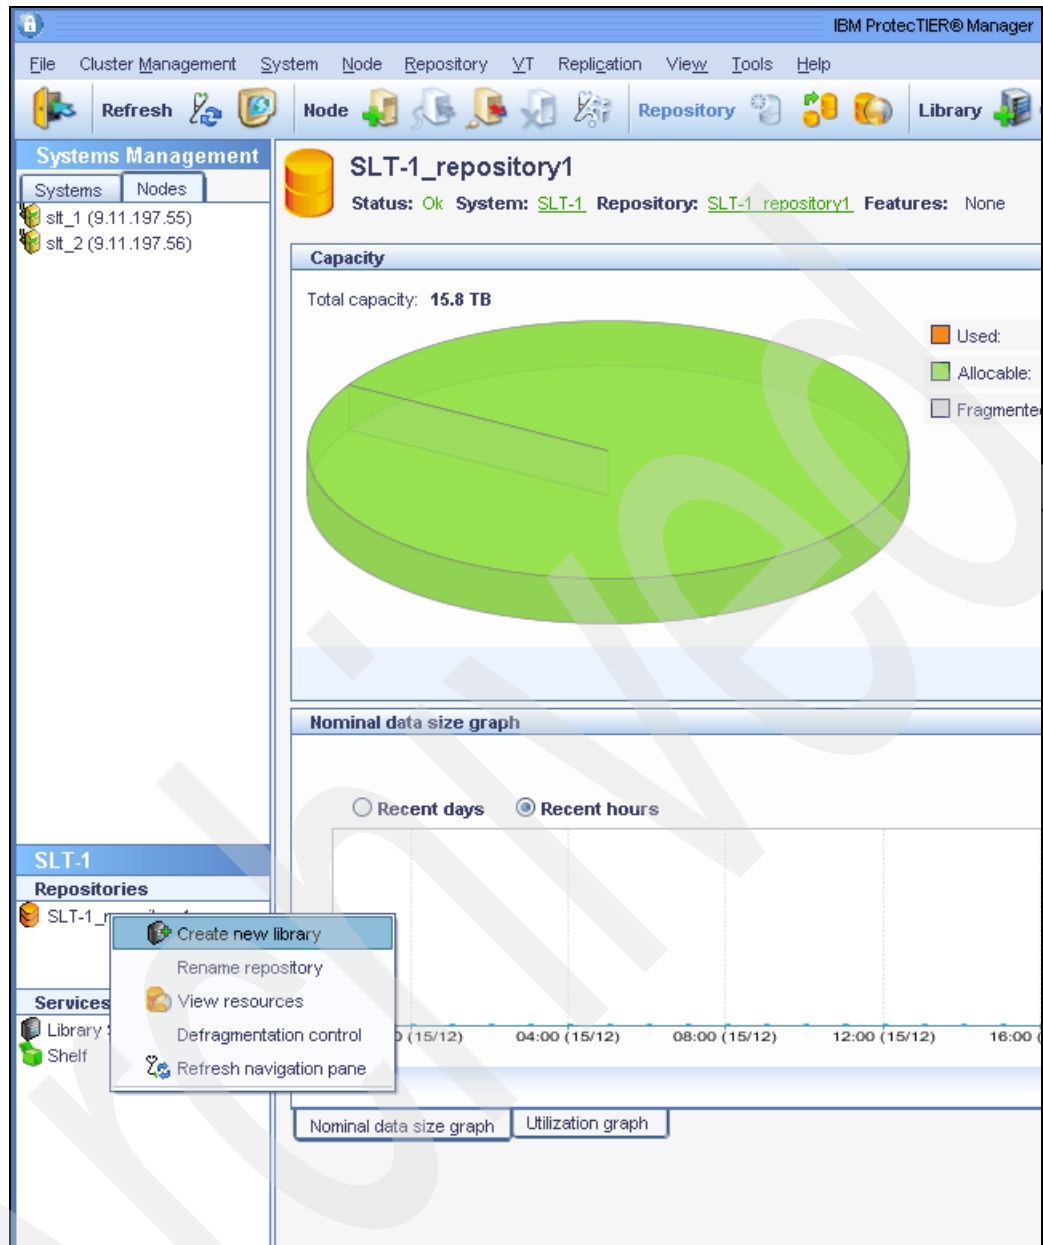 IBM ProtecTIER® Manager
File Cluster Management System Node Repository VT Replication View Tools Help
Refresh Node Repository Library
Systems Management
Systems Nodes
slt_1 (9.11.197.55)
slt_2 (9.11.197.56)
SLT-1_repository1
Status: Ok System: SLT-1 Repository: SLT-1_repository1 Features: None
Capacity
Total capacity: 15.8 TB
Used:
Allocable:
Fragmented
Nominal data size graph
Recent days Recent hours
(15/12) 04:00 (15/12) 08:00 (15/12) 12:00 (15/12) 16:00 (
Nominal data size graph Utilization graph
SLT-1
Repositories
SLT-1_
Create new library
Rename repository
View resources
Defragmentation control
Refresh navigation pane
Services
Library
Shelf
Archived